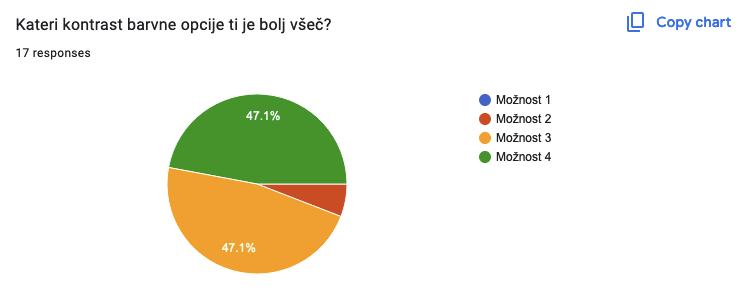 Kateri kontrast barvne opcije ti je bolj všeč?
Copy chart
17 responses
47.1%
47.1%
Možnost 1
Možnost 2
Možnost 3
Možnost 4